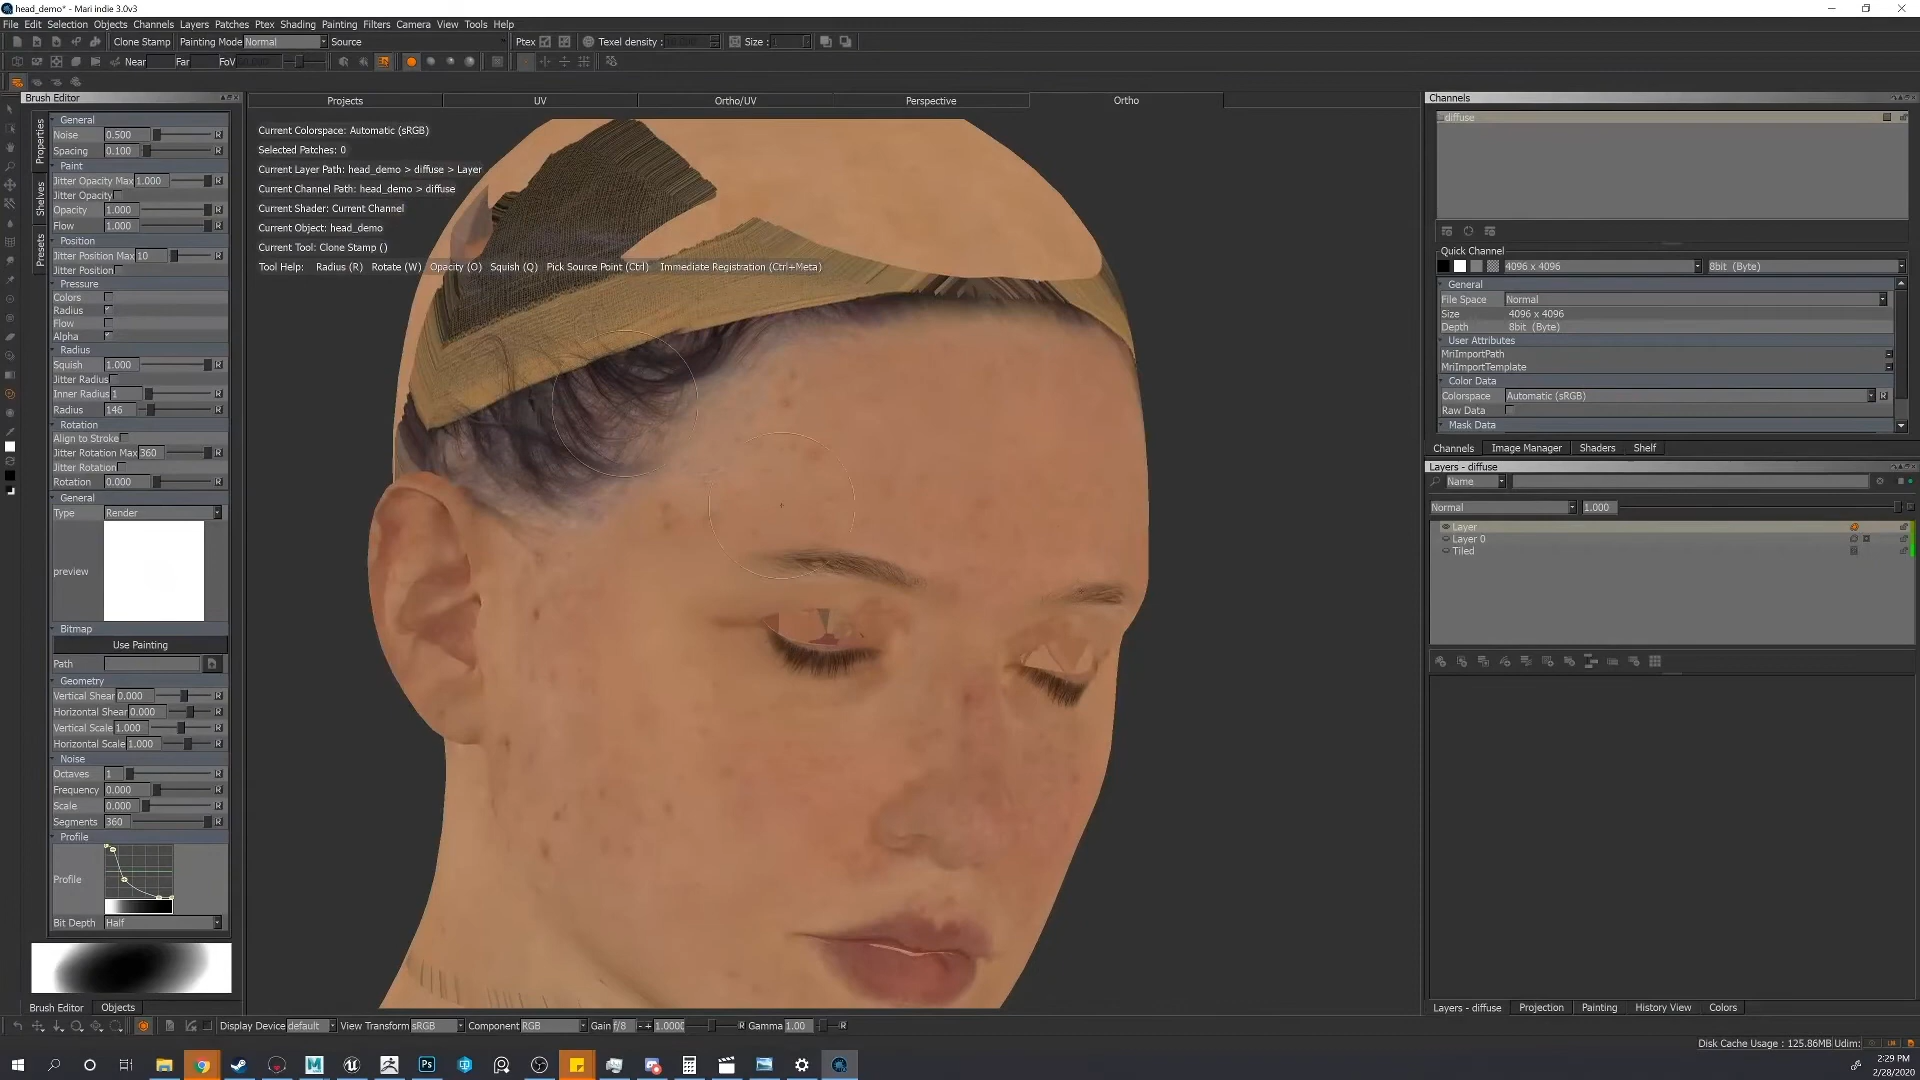 head_demo* - Mari indie 3.0v3
File Edit Selection Objects Channels Layers Patches Ptex Shading Painting Filters Camera View Tools Help
Clone Stamp Painting Mode Normal Source Ptex Texel density: Size:
Near Far FoV
Brush Editor
Projects UV Ortho/UV Perspective Ortho
Properties
Shelves
Presets
General
Noise 0.500 R
Spacing 0.100 R
Paint
Jitter Opacity Max 1.000 R
Jitter Opacity
Opacity 1.000 R
Flow 1.000 R
Position
Jitter Position Max 10 R
Jitter Position
Pressure
Colors
Radius
Flow
Alpha
Radius
Squish 1.000 R
Jitter Radius
Inner Radius 1 R
Radius 146 R
Rotation
Align to Stroke
Jitter Rotation Max 360 R
Jitter Rotation
Rotation 0.000 R
General
Type Render
preview
Bitmap
Use Painting
Path
Geometry
Vertical Shear 0.000 R
Horizontal Shear 0.000 R
Vertical Scale 1.000 R
Horizontal Scale 1.000 R
Noise
Octaves 1 R
Frequency 0.000 R
Scale 0.000 R
Segments 360 R
Profile
Profile
Bit Depth Half
Brush Editor Objects
Current Colorspace: Automatic (sRGB)
Selected Patches: 0
Current Layer Path: head_demo > diffuse > Layer
Current Channel Path: head_demo > diffuse
Current Shader: Current Channel
Current Object: head_demo
Current Tool: Clone Stamp ()
Tool Help: Radius (R) Rotate (W) Opacity (O) Squish (Q) Pick Source Point (Ctrl) Immediate Registration (Ctrl+Meta)
Channels
diffuse
Quick Channel
4096 x 4096 8bit (Byte)
General
File Space Normal
Size 4096 x 4096
Depth 8bit (Byte)
User Attributes
MriImportPath
MriImportTemplate
Color Data
Colorspace Automatic (sRGB) R
Raw Data
Mask Data
Channels Image Manager Shaders Shelf
Layers - diffuse
Name
Normal 1.000
Layer
Layer 0
Tiled
Layers - diffuse Projection Painting History View Colors
Display Device default View Transform sRGB Component RGB Gain f/8 - + 1.0000 R Gamma 1.00 R
Disk Cache Usage : 125.86MB Udim:
Ps
2:29 PM
2/28/2020